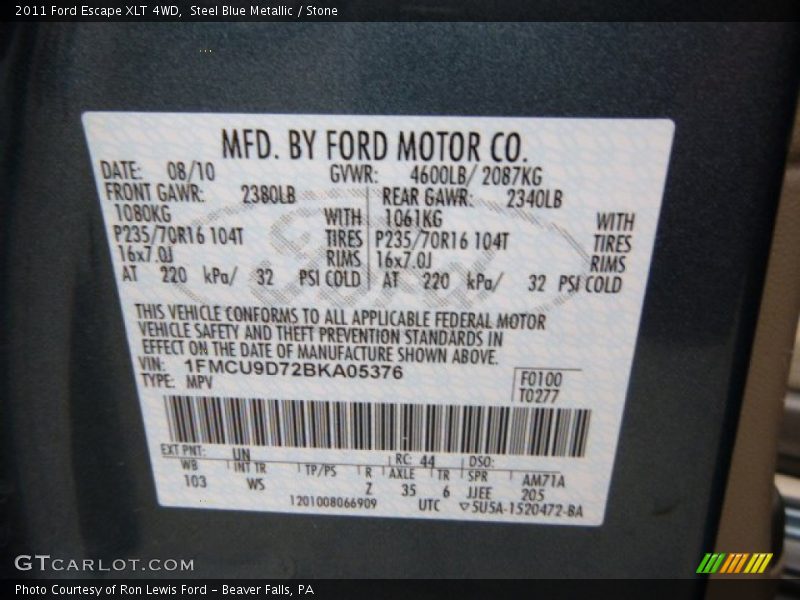 2011 Ford Escape XLT 4WD,  Steel Blue Metallic / Stone
MFD. BY FORD MOTOR CO.
DATE: 08/10 GVWR: 4600LB/ 2087KG
FRONT GAWR: 2380LB REAR GAWR: 2340LB
1080KG WITH 1061KG WITH
P235/70R16 104T TIRES P235/70R16 104T TIRES
16x7.0J RIMS 16x7.0J RIMS
AT 220 kPa/ 32 PSI COLD AT 220 kPa/ 32 PSI COLD
THIS VEHICLE CONFORMS TO ALL APPLICABLE FEDERAL MOTOR
VEHICLE SAFETY AND THEFT PREVENTION STANDARDS IN
EFFECT ON THE DATE OF MANUFACTURE SHOWN ABOVE.
VIN: 1FMCU9D72BKA05376 F0100
TYPE: MPV T0277
EXT PNT: UN RC: 44 DSO:
WB INT TR TP/PS R AXLE TR SPR AM71A
103 WS Z 35 6 JJEE 205
1201008066909 UTC ▽5U5A-1520472-BA
GTCARLOT.COM
Photo Courtesy of Ron Lewis Ford - Beaver Falls, PA